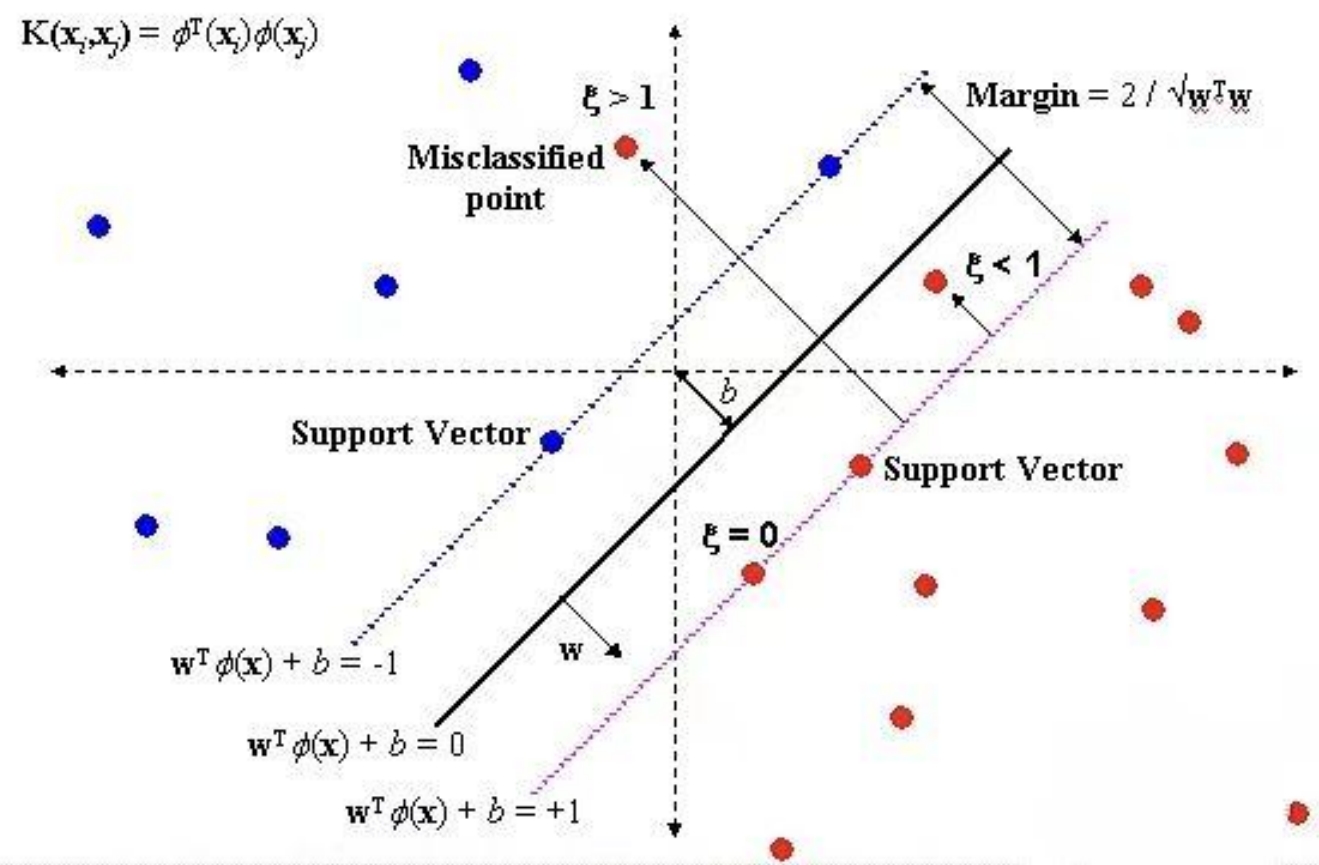 K(xᵢ,xⱼ) = ϕᵀ(xᵢ)ϕ(xⱼ)
ξ > 1
Margin = 2 / √wᵀw
Misclassified
point
ξ < 1
b
Support Vector
Support Vector
ξ = 0
w
wᵀϕ(x) + b = -1
wᵀϕ(x) + b = 0
wᵀϕ(x) + b = +1